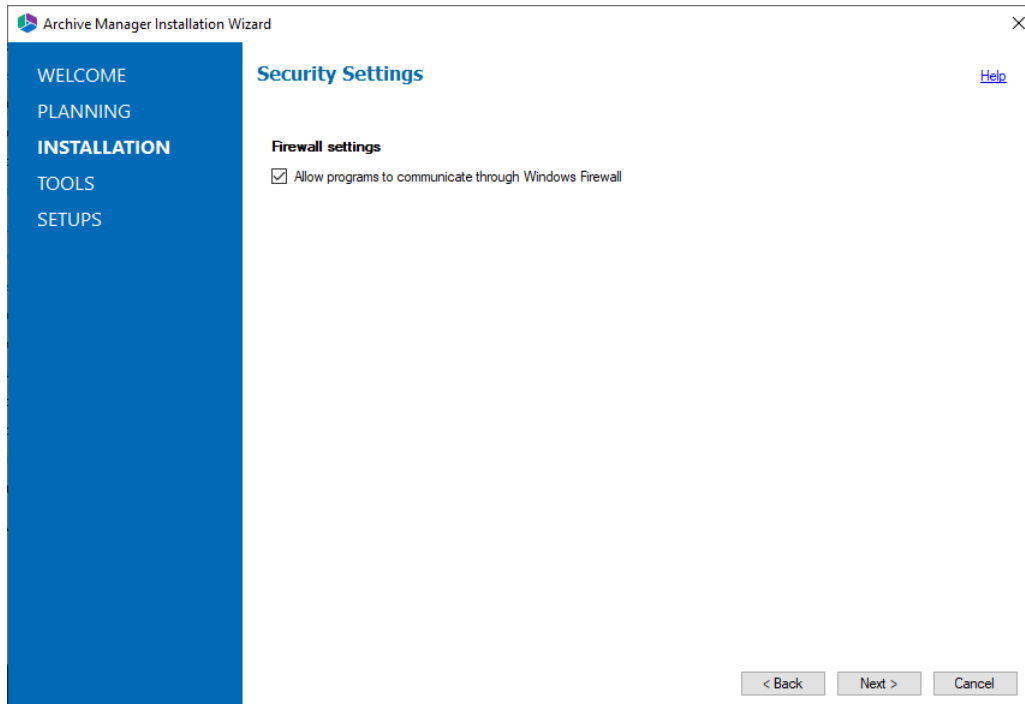 Archive Manager Installation Wizard
WELCOME
PLANNING
INSTALLATION
TOOLS
SETUPS
Security Settings
Help
Firewall settings
Allow programs to communicate through Windows Firewall
< Back
Next >
Cancel